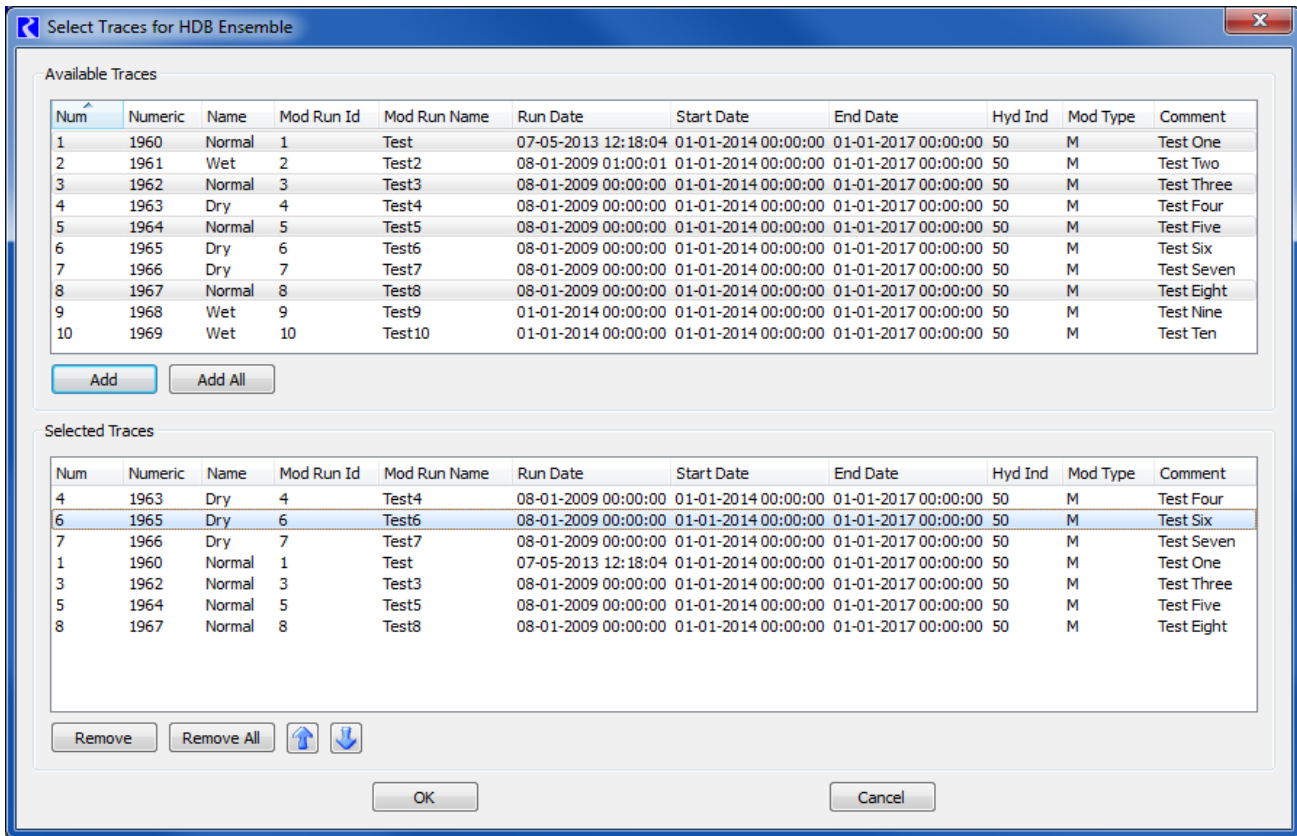 Select Traces for HDB Ensemble
Available Traces
Num Numeric Name Mod Run Id Mod Run Name Run Date Start Date End Date Hyd Ind Mod Type Comment
1 1960 Normal 1 Test 07-05-2013 12:18:04 01-01-2014 00:00:00 01-01-2017 00:00:00 50 M Test One
2 1961 Wet 2 Test2 08-01-2009 01:00:01 01-01-2014 00:00:00 01-01-2017 00:00:00 50 M Test Two
3 1962 Normal 3 Test3 08-01-2009 00:00:00 01-01-2014 00:00:00 01-01-2017 00:00:00 50 M Test Three
4 1963 Dry 4 Test4 08-01-2009 00:00:00 01-01-2014 00:00:00 01-01-2017 00:00:00 50 M Test Four
5 1964 Normal 5 Test5 08-01-2009 00:00:00 01-01-2014 00:00:00 01-01-2017 00:00:00 50 M Test Five
6 1965 Dry 6 Test6 08-01-2009 00:00:00 01-01-2014 00:00:00 01-01-2017 00:00:00 50 M Test Six
7 1966 Dry 7 Test7 08-01-2009 00:00:00 01-01-2014 00:00:00 01-01-2017 00:00:00 50 M Test Seven
8 1967 Normal 8 Test8 08-01-2009 00:00:00 01-01-2014 00:00:00 01-01-2017 00:00:00 50 M Test Eight
9 1968 Wet 9 Test9 01-01-2014 00:00:00 01-01-2014 00:00:00 01-01-2017 00:00:00 50 M Test Nine
10 1969 Wet 10 Test10 01-01-2014 00:00:00 01-01-2014 00:00:00 01-01-2017 00:00:00 50 M Test Ten
Add Add All
Selected Traces
Num Numeric Name Mod Run Id Mod Run Name Run Date Start Date End Date Hyd Ind Mod Type Comment
4 1963 Dry 4 Test4 08-01-2009 00:00:00 01-01-2014 00:00:00 01-01-2017 00:00:00 50 M Test Four
6 1965 Dry 6 Test6 08-01-2009 00:00:00 01-01-2014 00:00:00 01-01-2017 00:00:00 50 M Test Six
7 1966 Dry 7 Test7 08-01-2009 00:00:00 01-01-2014 00:00:00 01-01-2017 00:00:00 50 M Test Seven
1 1960 Normal 1 Test 07-05-2013 12:18:04 01-01-2014 00:00:00 01-01-2017 00:00:00 50 M Test One
3 1962 Normal 3 Test3 08-01-2009 00:00:00 01-01-2014 00:00:00 01-01-2017 00:00:00 50 M Test Three
5 1964 Normal 5 Test5 08-01-2009 00:00:00 01-01-2014 00:00:00 01-01-2017 00:00:00 50 M Test Five
8 1967 Normal 8 Test8 08-01-2009 00:00:00 01-01-2014 00:00:00 01-01-2017 00:00:00 50 M Test Eight
Remove Remove All
OK Cancel